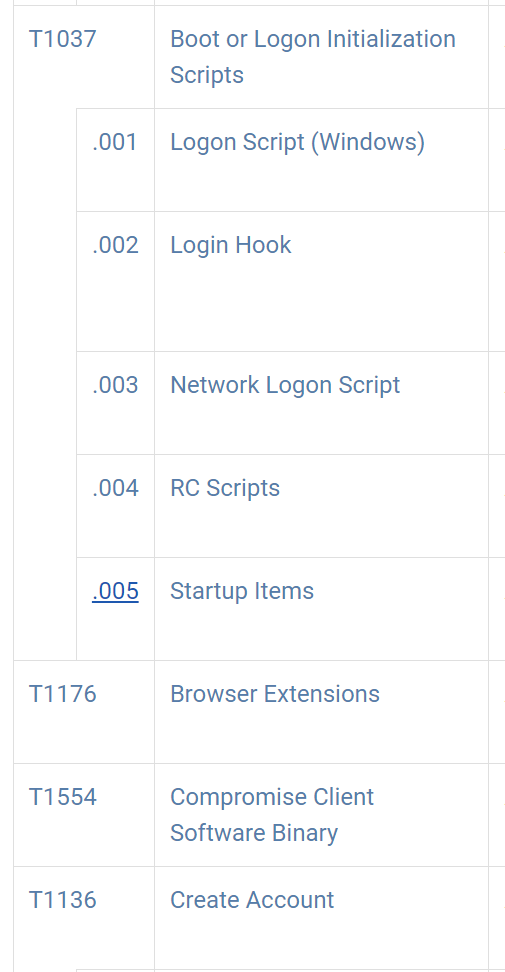 T1037 Boot or Logon Initialization
Scripts
.001 Logon Script (Windows)
.002 Login Hook
.003 Network Logon Script
.004 RC Scripts
.005 Startup Items
T1176 Browser Extensions
T1554 Compromise Client
Software Binary
T1136 Create Account